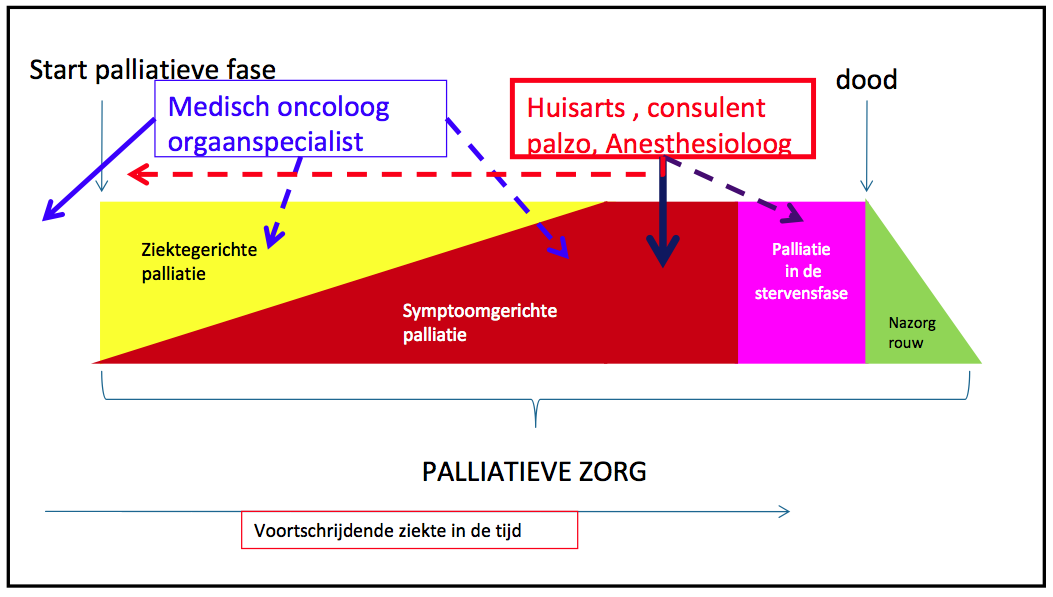 Start palliatieve fase
Medisch oncoloog
orgaanspecialist
Huisarts , consulent
palzo, Anesthesioloog
dood
Ziektegerichte
palliatie
Symptoomgerichte
palliatie
Palliatie
in de
stervensfase
Nazorg
rouw
PALLIATIEVE ZORG
Voortschrijdende ziekte in de tijd